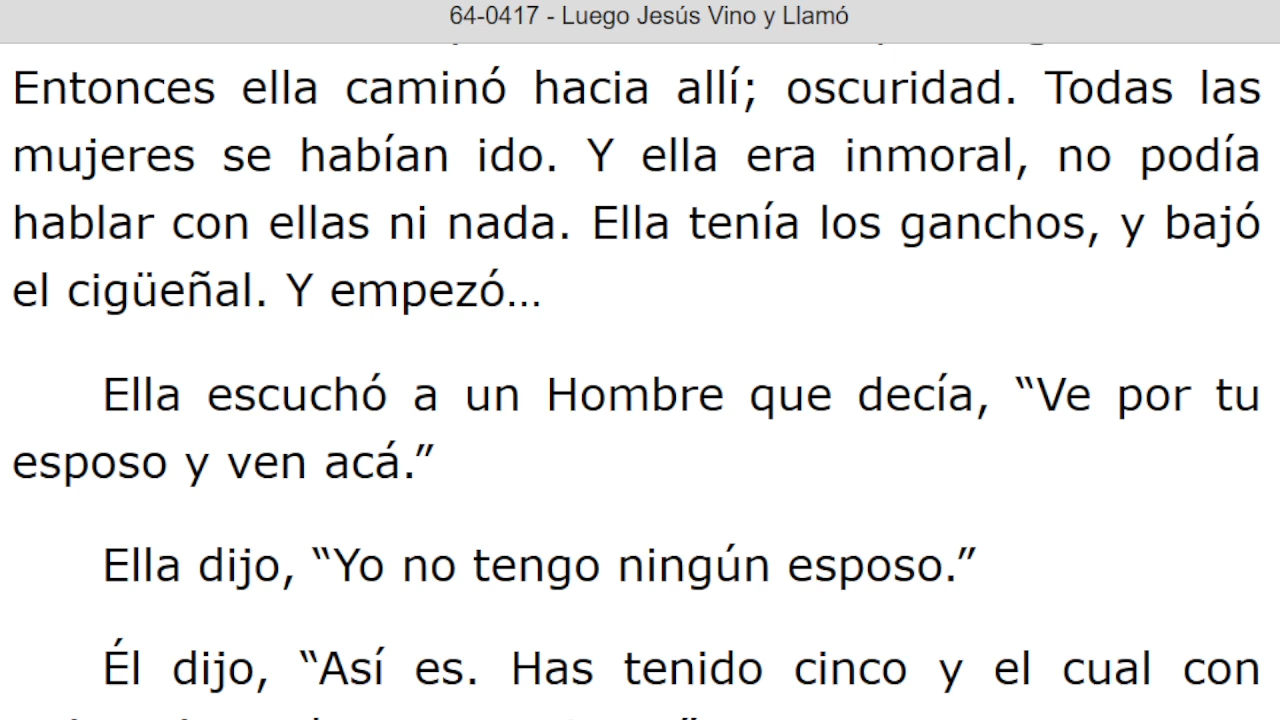 64-0417 - Luego Jesús Vino y Llamó
Entonces ella caminó hacia allí; oscuridad. Todas las
mujeres se habían ido. Y ella era inmoral, no podía
hablar con ellas ni nada. Ella tenía los ganchos, y bajó
el cigüeñal. Y empezó...
Ella escuchó a un Hombre que decía, “Ve por tu
esposo y ven acá.”
Ella dijo, “Yo no tengo ningún esposo.”
Él dijo, “Así es. Has tenido cinco y el cual con